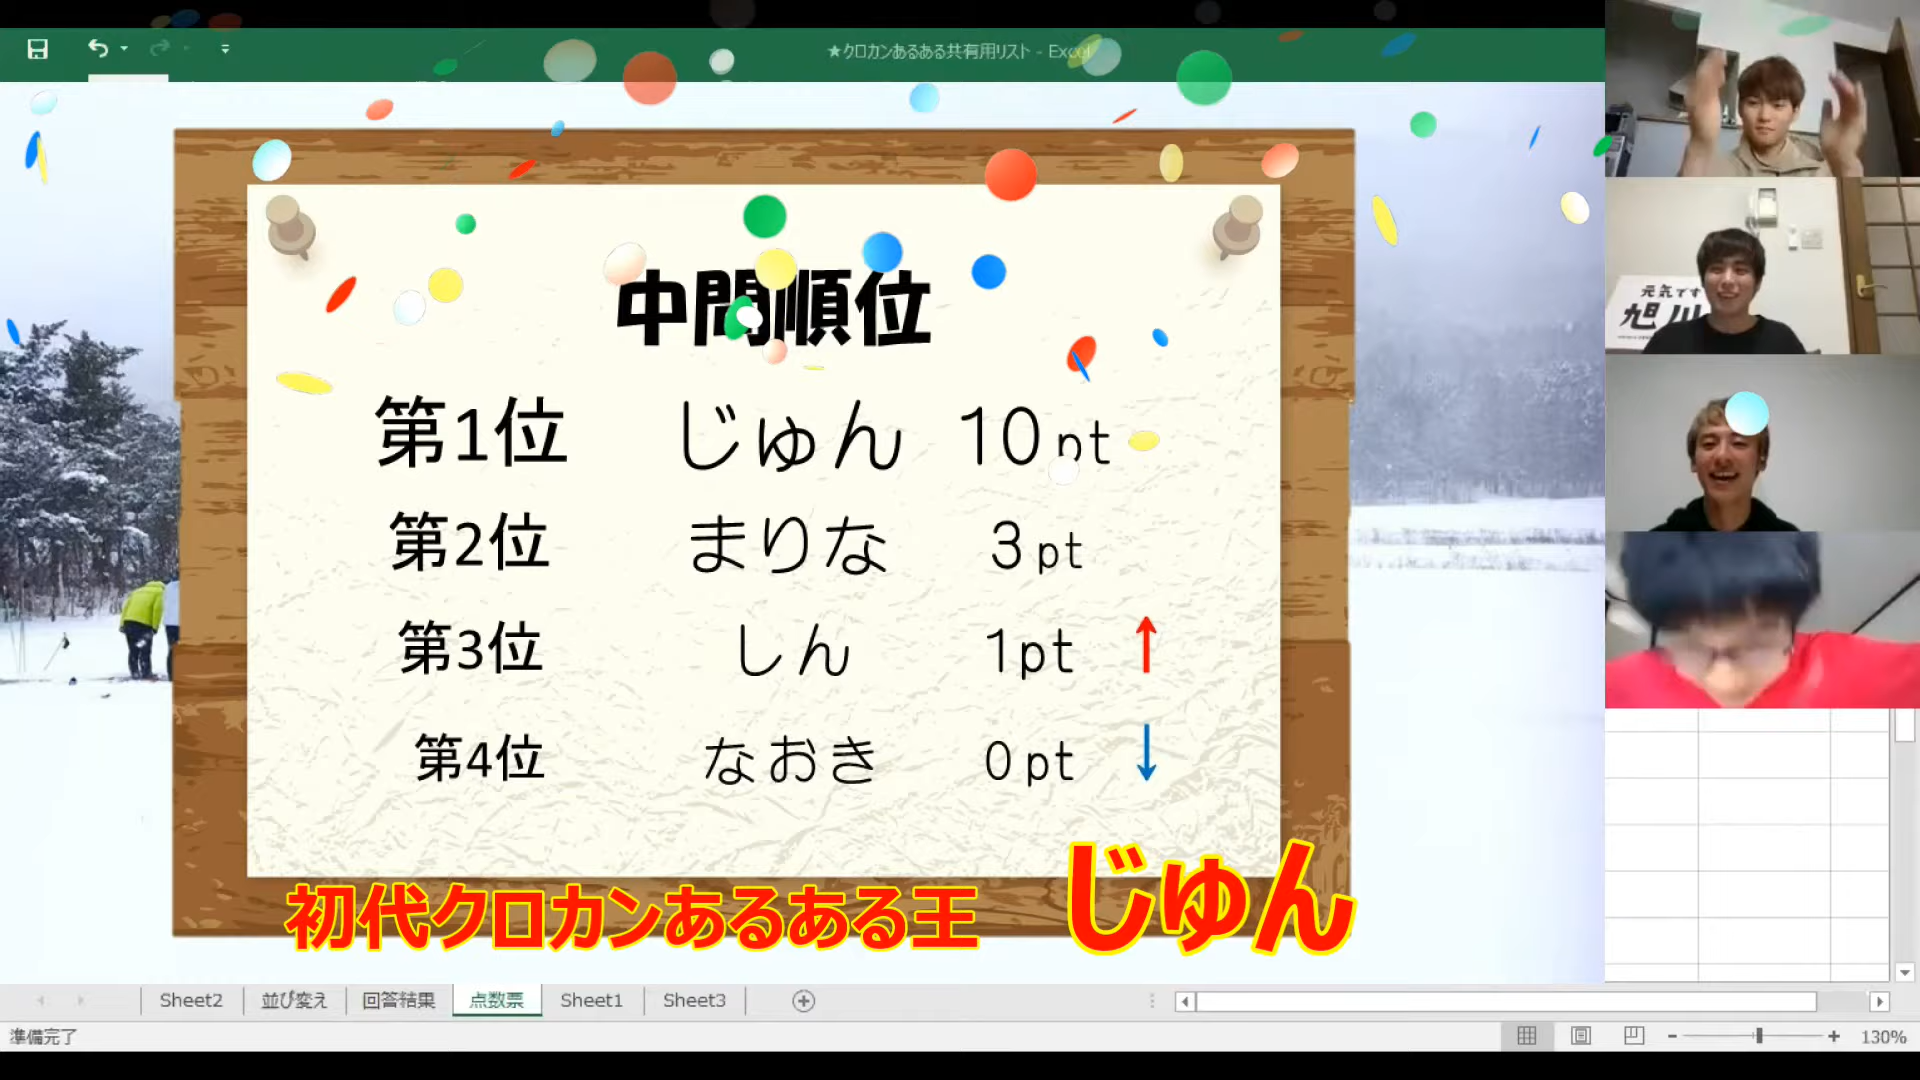 ★クロカンあるある共有用リスト - Excel
中間順位
第1位 じゅん 10pt
第2位 まりな 3pt
第3位 しん 1pt ↑
第4位 なおき 0pt ↓
初代クロカンあるある王 じゅん
元気です
旭川
Sheet2 並び変え 回答結果 点数票 Sheet1 Sheet3
準備完了
130%